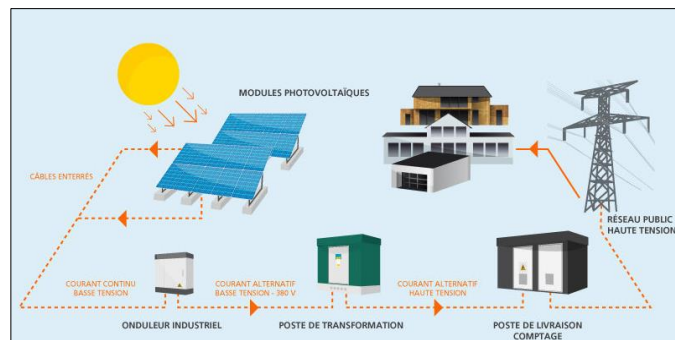 MODULES PHOTOVOLTAÏQUES
CÂBLES ENTERRÉS
RÉSEAU PUBLIC
HAUTE TENSION
COURANT CONTINU
BASSE TENSION
COURANT ALTERNATIF
BASSE TENSION - 380 V
COURANT ALTERNATIF
HAUTE TENSION
ONDULEUR INDUSTRIEL
POSTE DE TRANSFORMATION
POSTE DE LIVRAISON
COMPTAGE